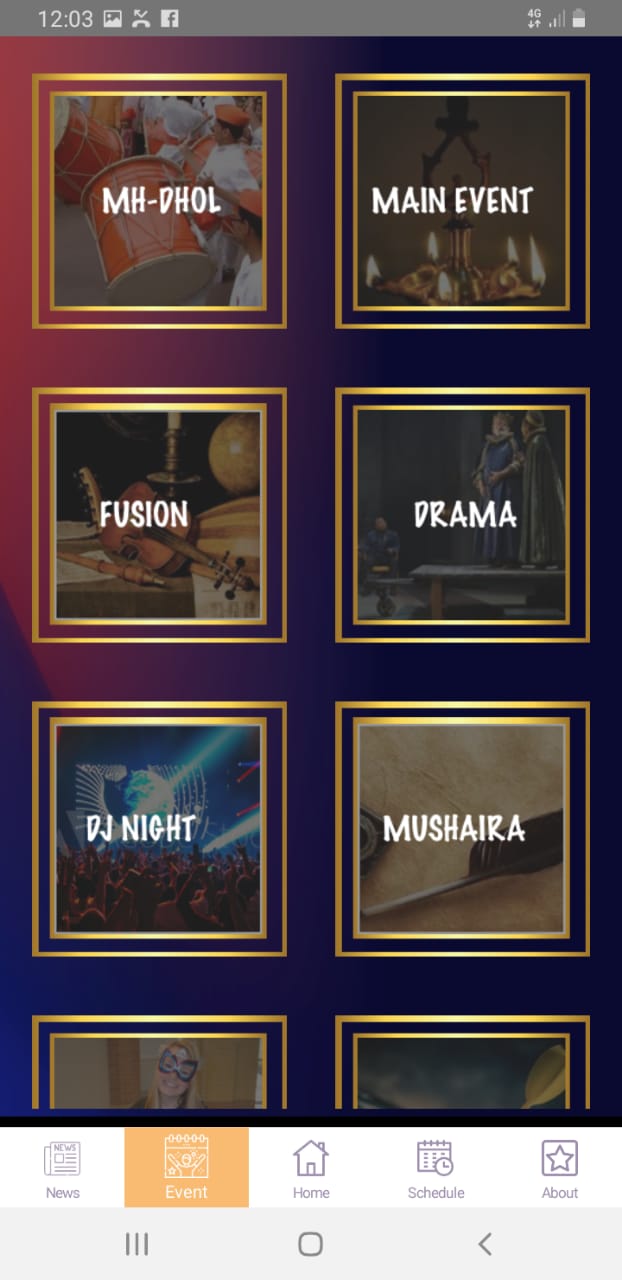 12:03
4G
MH-DHOL
MAIN EVENT
FUSION
DRAMA
DJ NIGHT
MUSHAIRA
NEWS
News
Event
Home
Schedule
About